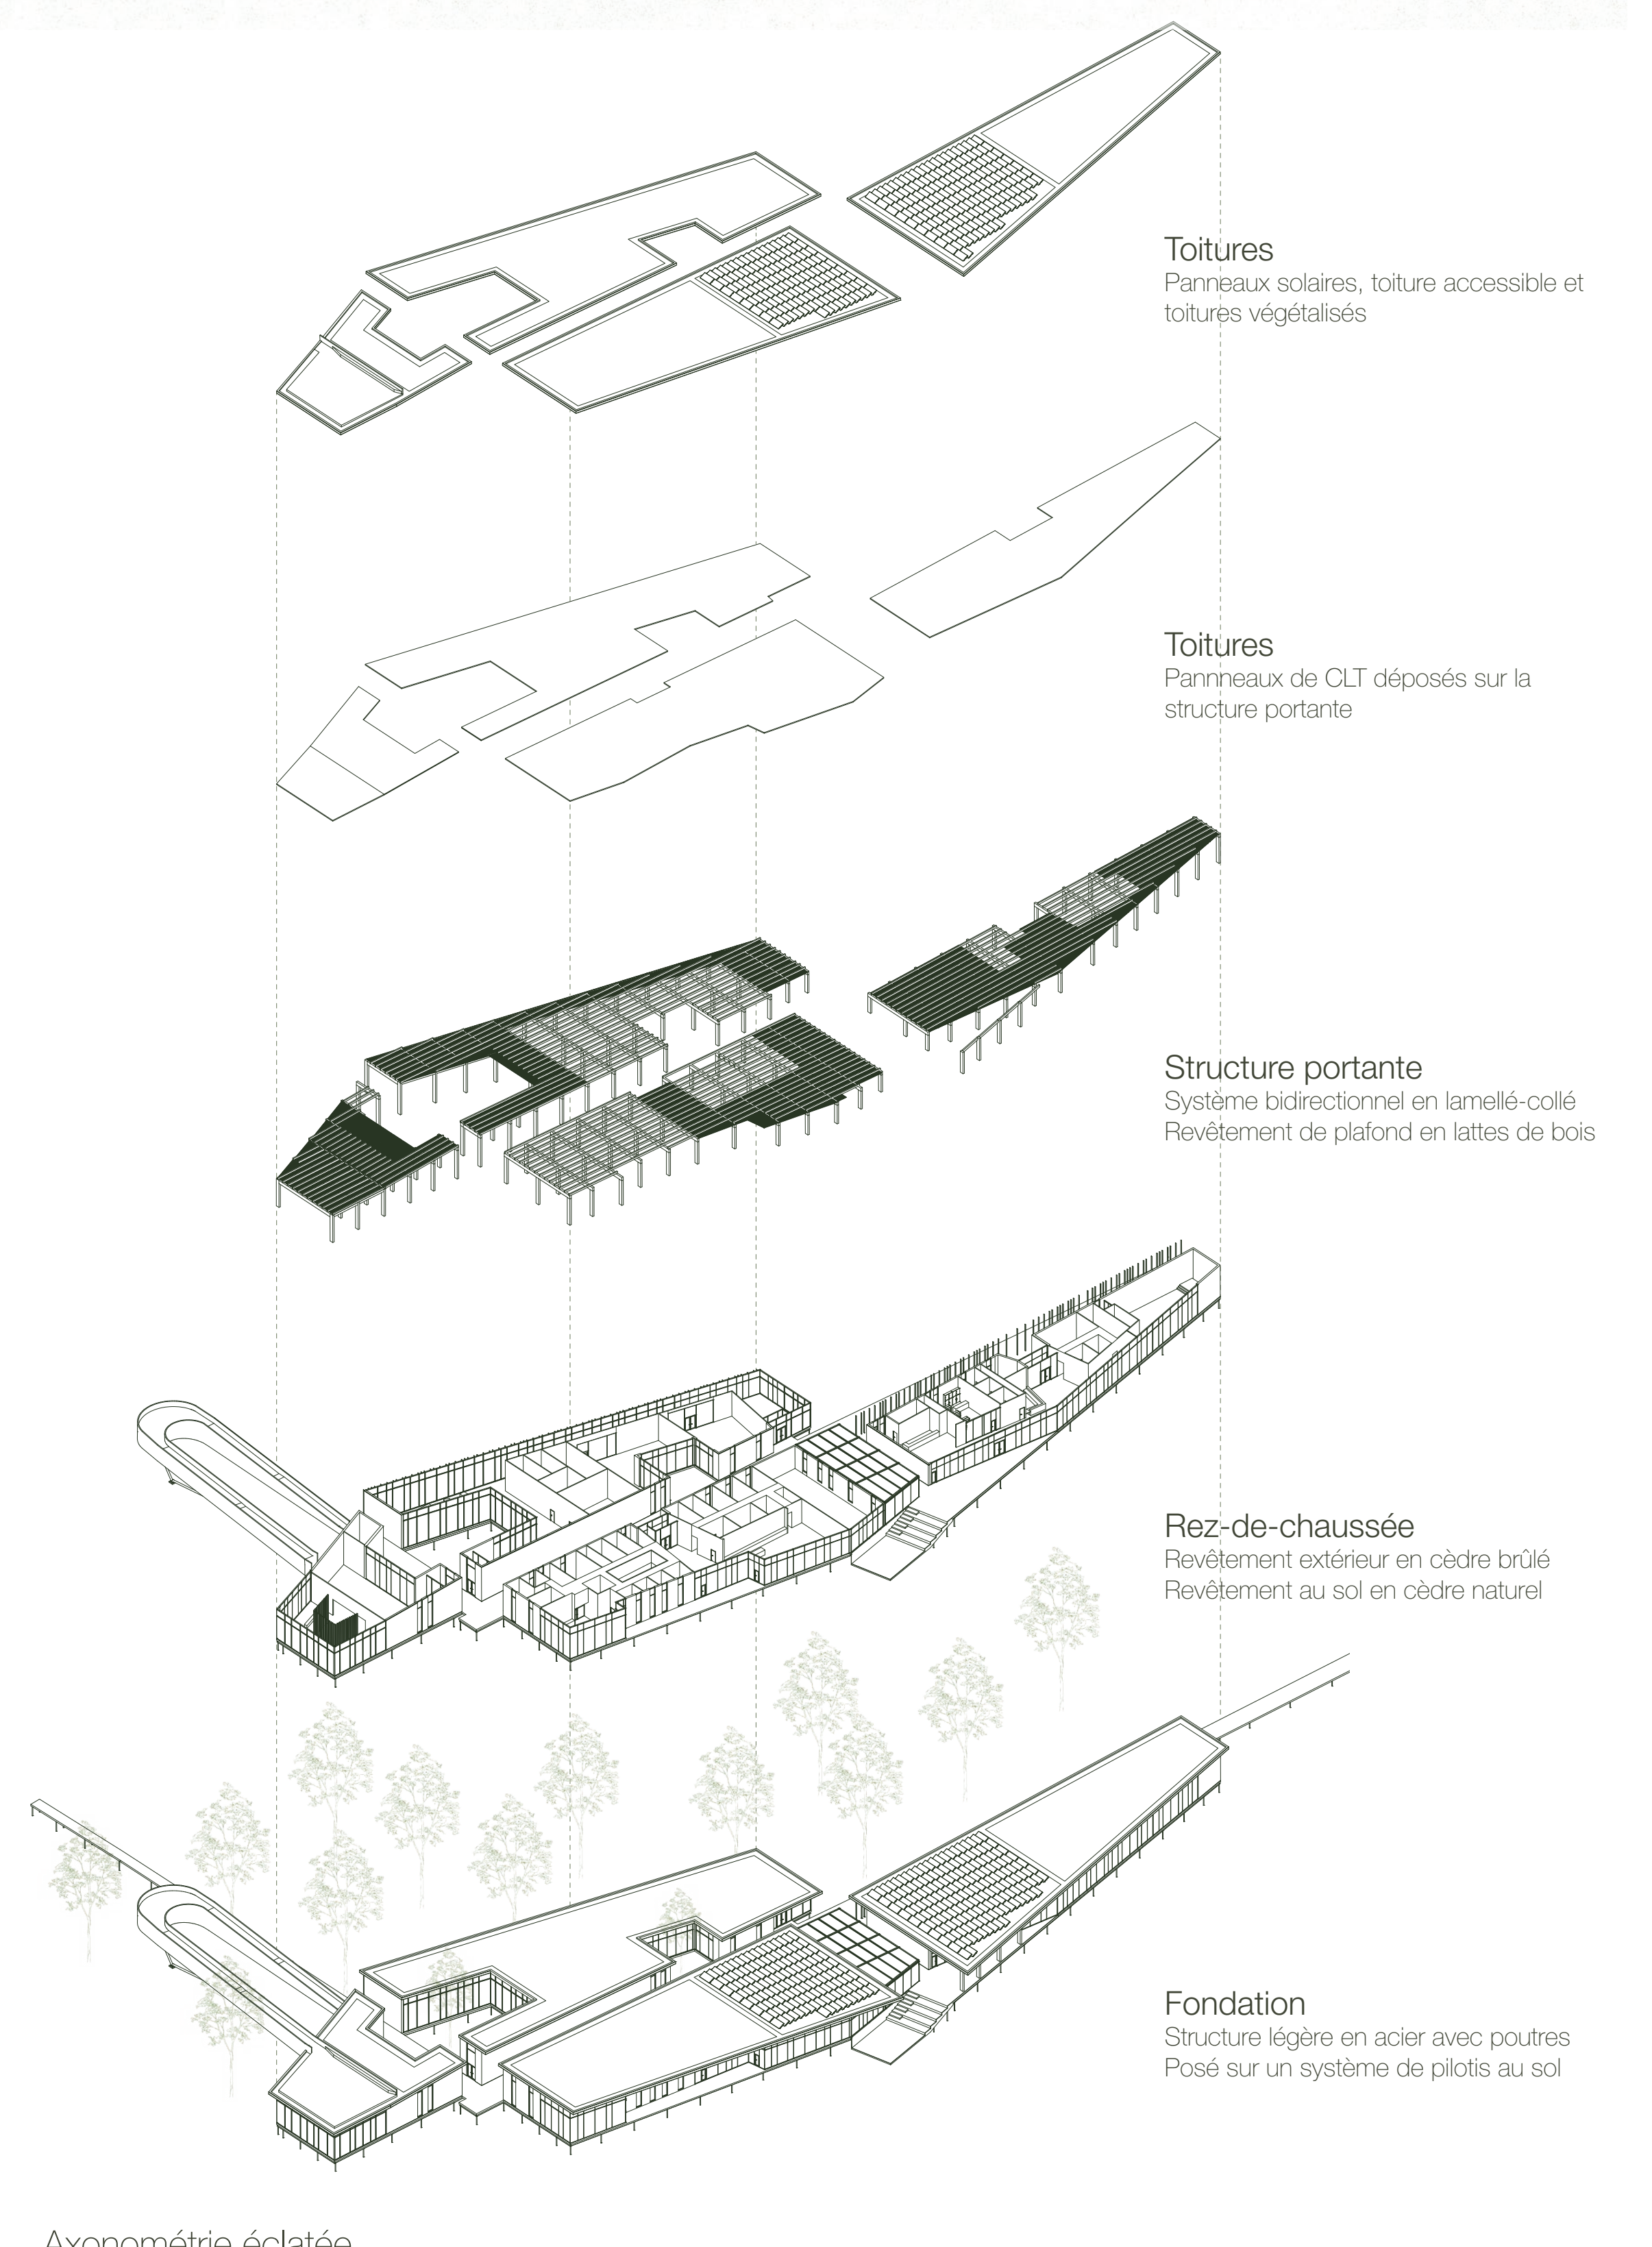 Toitures
Panneaux solaires, toiture accessible et
toitures végétalisés
Toitures
Pannneaux de CLT déposés sur la
structure portante
Structure portante
Système bidirectionnel en lamellé-collé
Revêtement de plafond en lattes de bois
Rez-de-chaussée
Revêtement extérieur en cèdre brûlé
Revêtement au sol en cèdre naturel
Fondation
Structure légère en acier avec poutres
Posé sur un système de pilotis au sol
Axonométrie éclatée